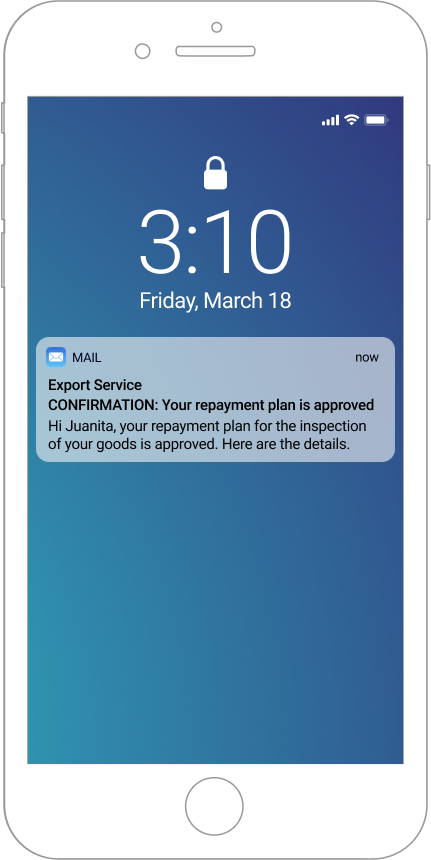 3:10
Friday, March 18
MAIL now
Export Service
CONFIRMATION: Your repayment plan is approved
Hi Juanita, your repayment plan for the inspection
of your goods is approved. Here are the details.